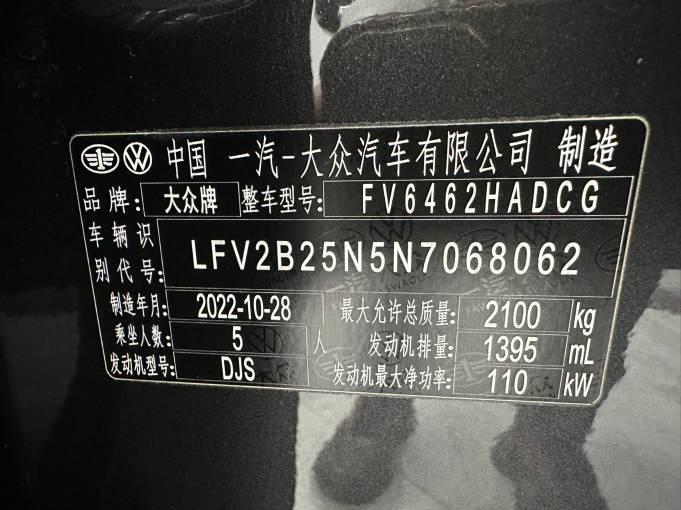 中国 一汽-大众汽车有限公司 制造
品牌: 大众牌 整车型号: FV6462HADCG
车辆识
别代号: LFV2B25N5N7068062
制造年月: 2022-10-28 最大允许总质量: 2100 kg
乘坐人数: 5 人 发动机排量: 1395 mL
发动机型号: DJS 发动机最大净功率: 110 kW